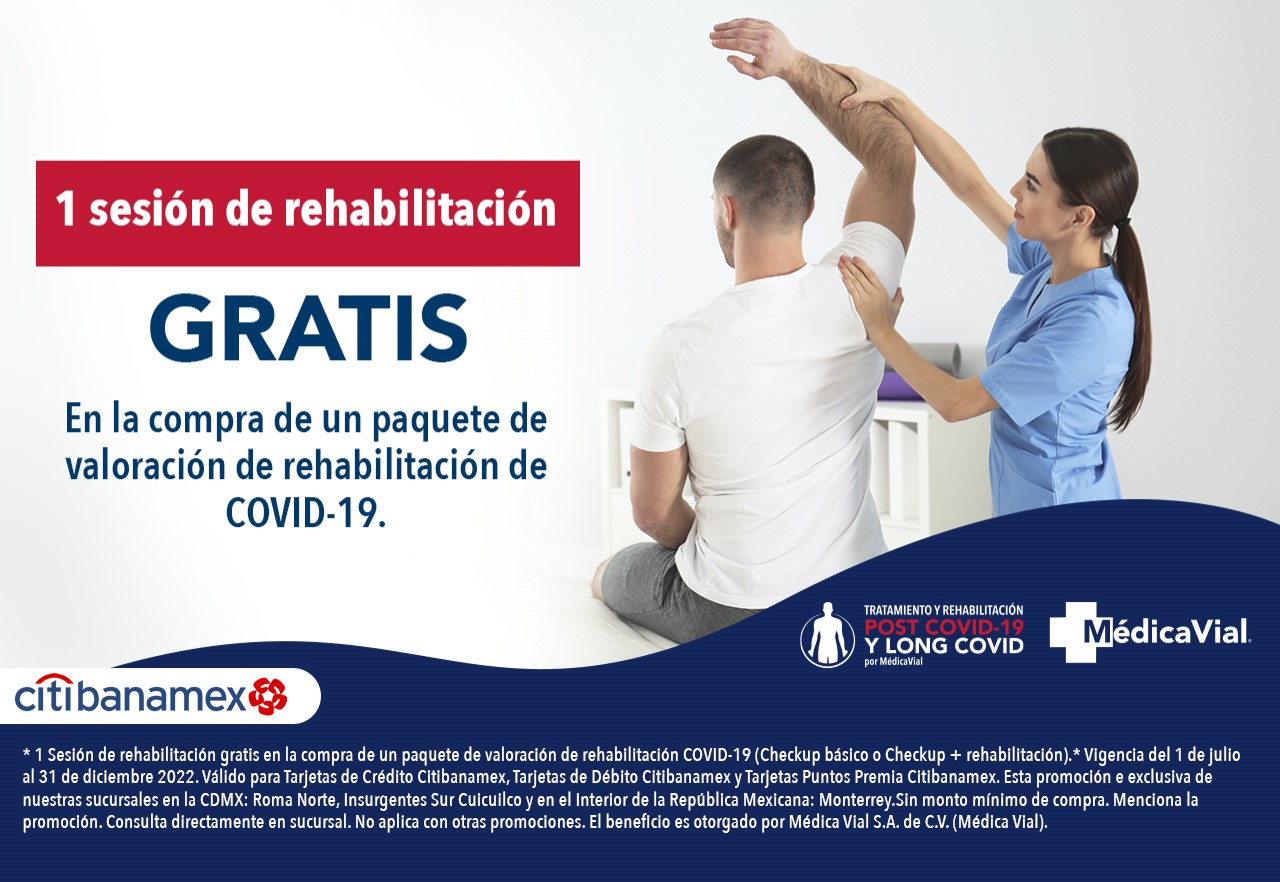 1 sesión de rehabilitación
GRATIS
En la compra de un paquete de
valoración de rehabilitación de
COVID-19.
TRATAMIENTO Y REHABILITACIÓN
POST COVID-19
Y LONG COVID
por MédicaVial
MédicaVial®
citibanamex
* 1 Sesión de rehabilitación gratis en la compra de un paquete de valoración de rehabilitación COVID-19 (Checkup básico o Checkup + rehabilitación).* Vigencia del 1 de julio
al 31 de diciembre 2022. Válido para Tarjetas de Crédito Citibanamex, Tarjetas de Débito Citibanamex y Tarjetas Puntos Premia Citibanamex. Esta promoción e exclusiva de
nuestras sucursales en la CDMX: Roma Norte, Insurgentes Sur Cuicuilco y en el Interior de la República Mexicana: Monterrey.Sin monto mínimo de compra. Menciona la
promoción. Consulta directamente en sucursal. No aplica con otras promociones. El beneficio es otorgado por Médica Vial S.A. de C.V. (Médica Vial).